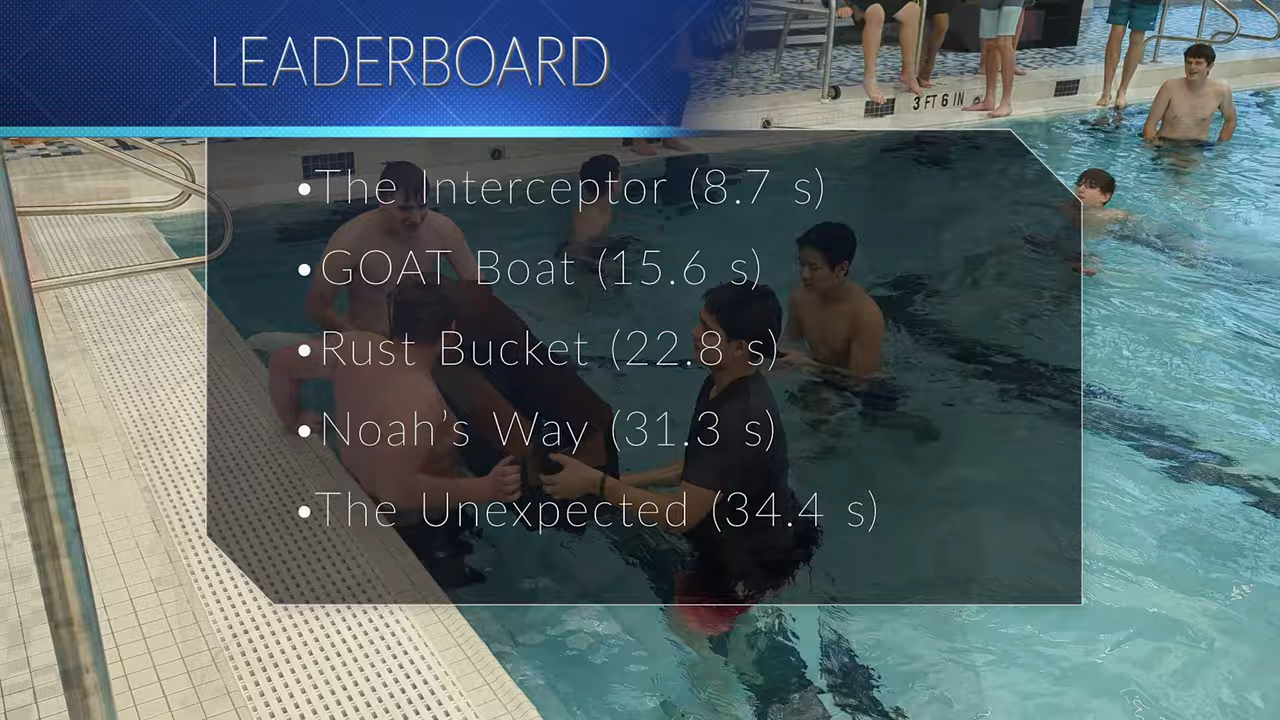 LEADERBOARD
3 FT 6 IN
•The Interceptor (8.7 s)
•GOAT Boat (15.6 s)
•Rust Bucket (22.8 s)
•Noah’s Way (31.3 s)
•The Unexpected (34.4 s)